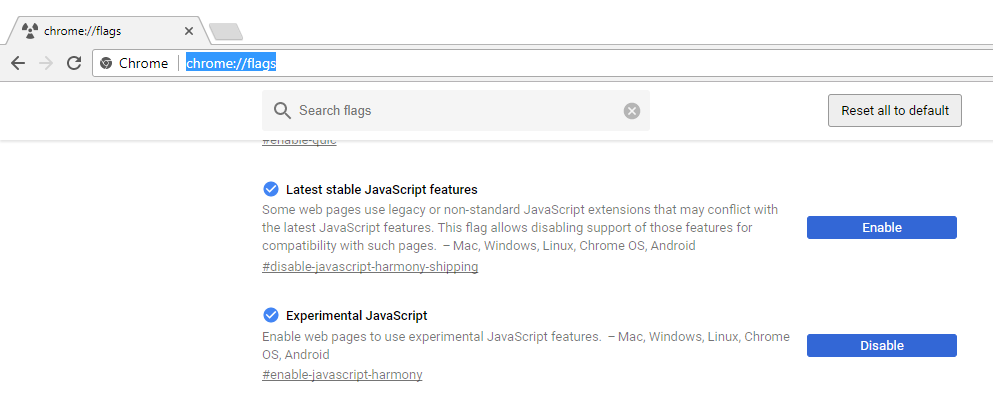 chrome://flags
Chrome chrome://flags
Search flags
Reset all to default
#enable-quic
Latest stable JavaScript features
Some web pages use legacy or non-standard JavaScript extensions that may conflict with
the latest JavaScript features. This flag allows disabling support of those features for
compatibility with such pages. – Mac, Windows, Linux, Chrome OS, Android
#disable-javascript-harmony-shipping
Enable
Experimental JavaScript
Enable web pages to use experimental JavaScript features. – Mac, Windows, Linux, Chrome
OS, Android
#enable-javascript-harmony
Disable